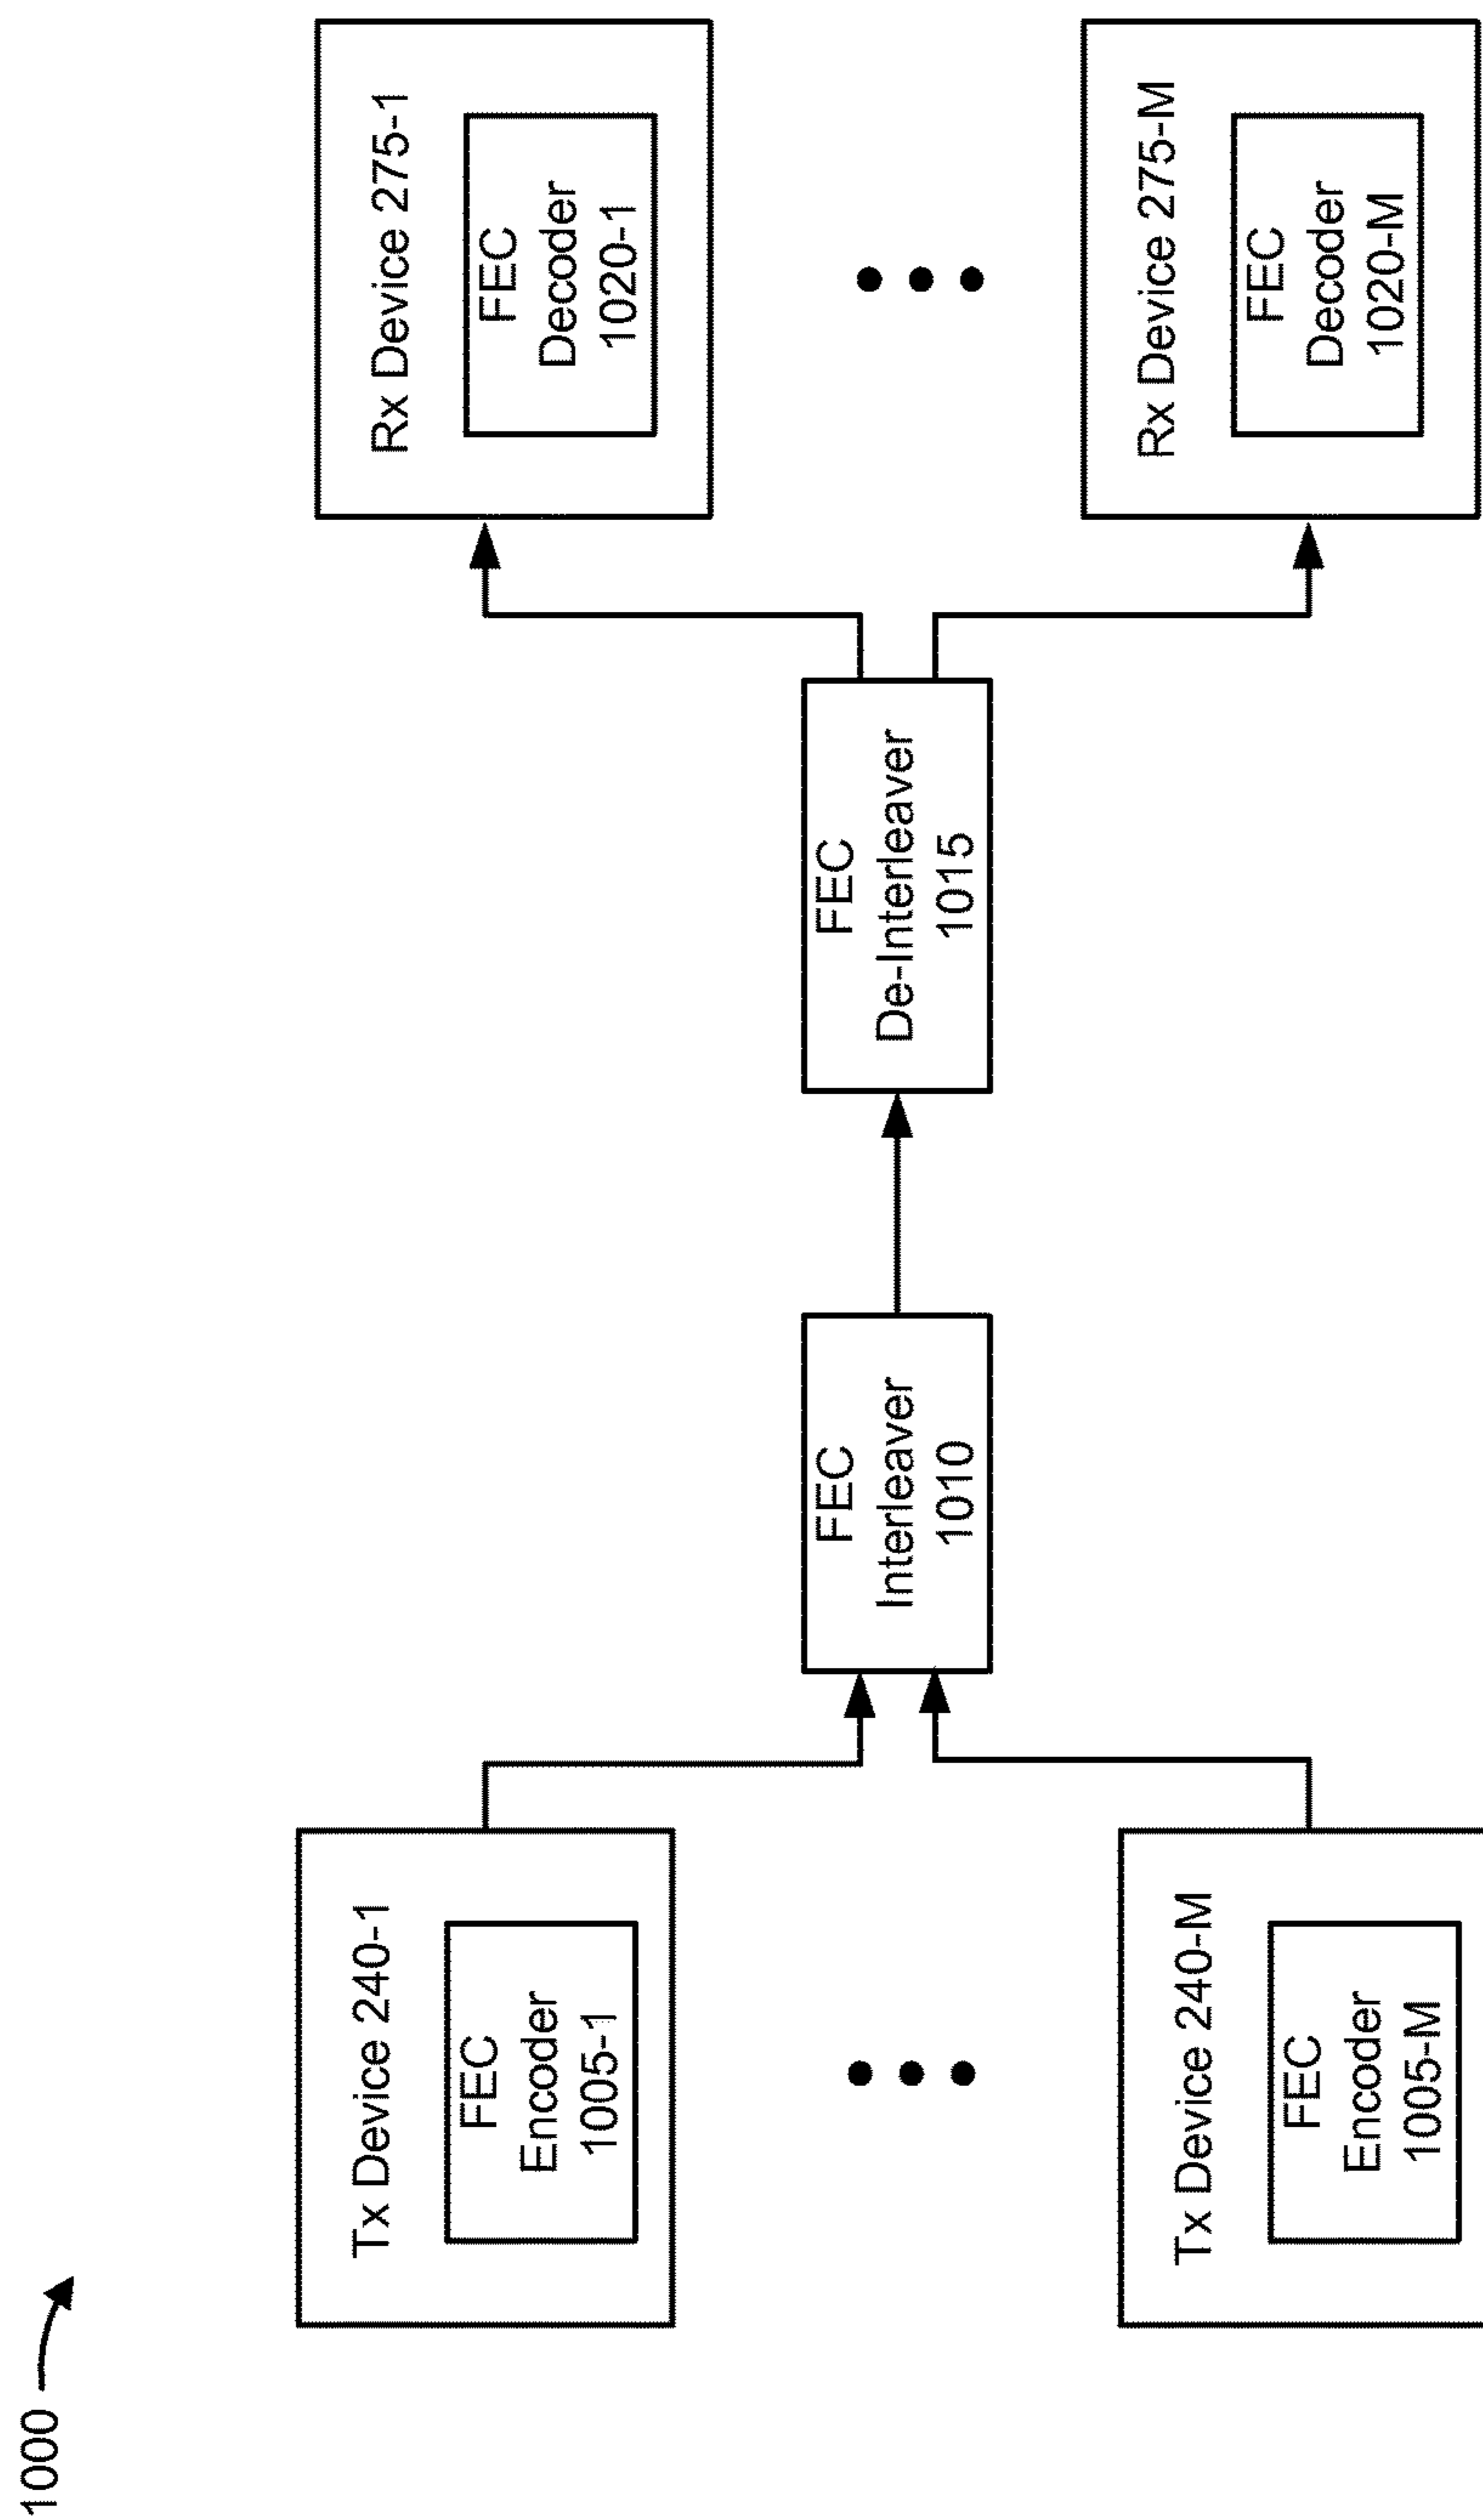 1000
Tx Device 240-1
FEC
Encoder
1005-1
Tx Device 240-M
FEC
Encoder
1005-M
FEC
Interleaver
1010
FEC
De-Interleaver
1015
Rx Device 275-1
FEC
Decoder
1020-1
Rx Device 275-M
FEC
Decoder
1020-M